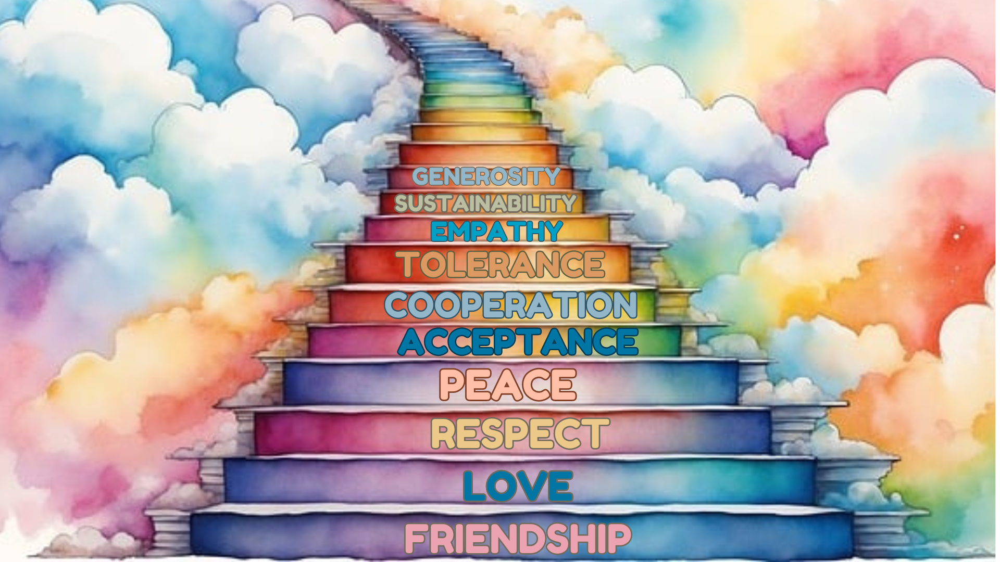 GENEROSITY
SUSTAINABILITY
EMPATHY
TOLERANCE
COOPERATION
ACCEPTANCE
PEACE
RESPECT
LOVE
FRIENDSHIP